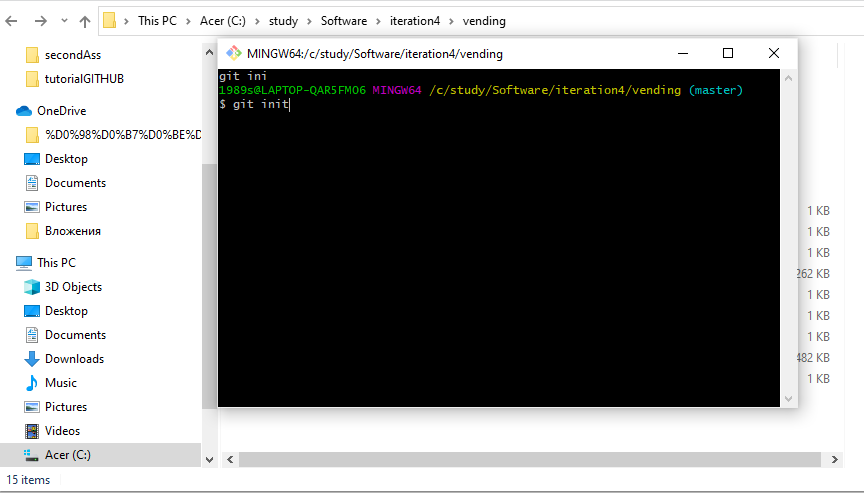 This PC > Acer (C:) > study > Software > iteration4 > vending
secondAss
tutorialGITHUB
OneDrive
%D0%98%D0%B7%D0%BE%D
Desktop
Documents
Pictures
Вложения
This PC
3D Objects
Desktop
Documents
Downloads
Music
Pictures
Videos
Acer (C:)
15 items
MINGW64:/c/study/Software/iteration4/vending
git ini
1989s@LAPTOP-QAR5FMO6 MINGW64 /c/study/Software/iteration4/vending (master)
$ git init
1 KB
1 KB
1 KB
262 KB
1 KB
1 KB
1 KB
482 KB
1 KB